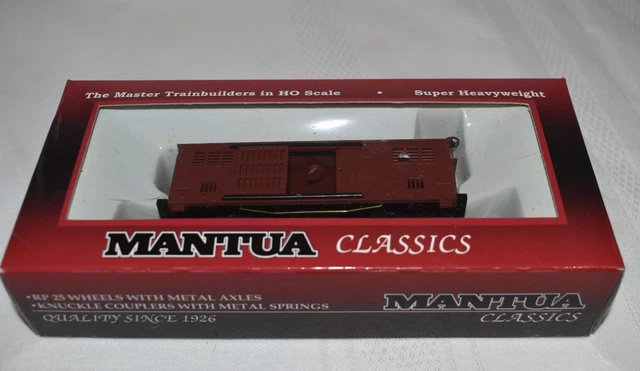 The Master Trainbuilders in HO Scale • Super Heavyweight
MANTUA CLASSICS
•RP 25 WHEELS WITH METAL AXLES
•KNUCKLE COUPLERS WITH METAL SPRINGS
QUALITY SINCE 1926
MANTUA
CLASSICS